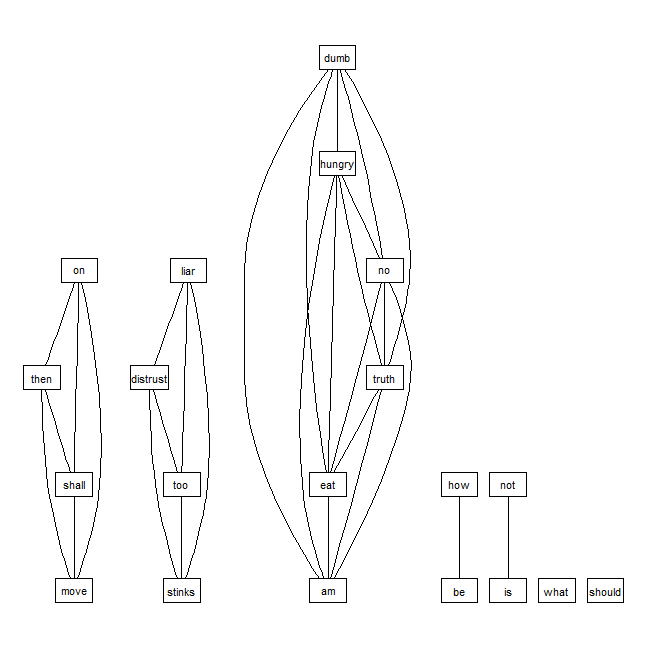 dumb
hungry
on
liar
no
then
distrust
truth
shall
too
eat
how
not
move
stinks
am
be
is
what
should